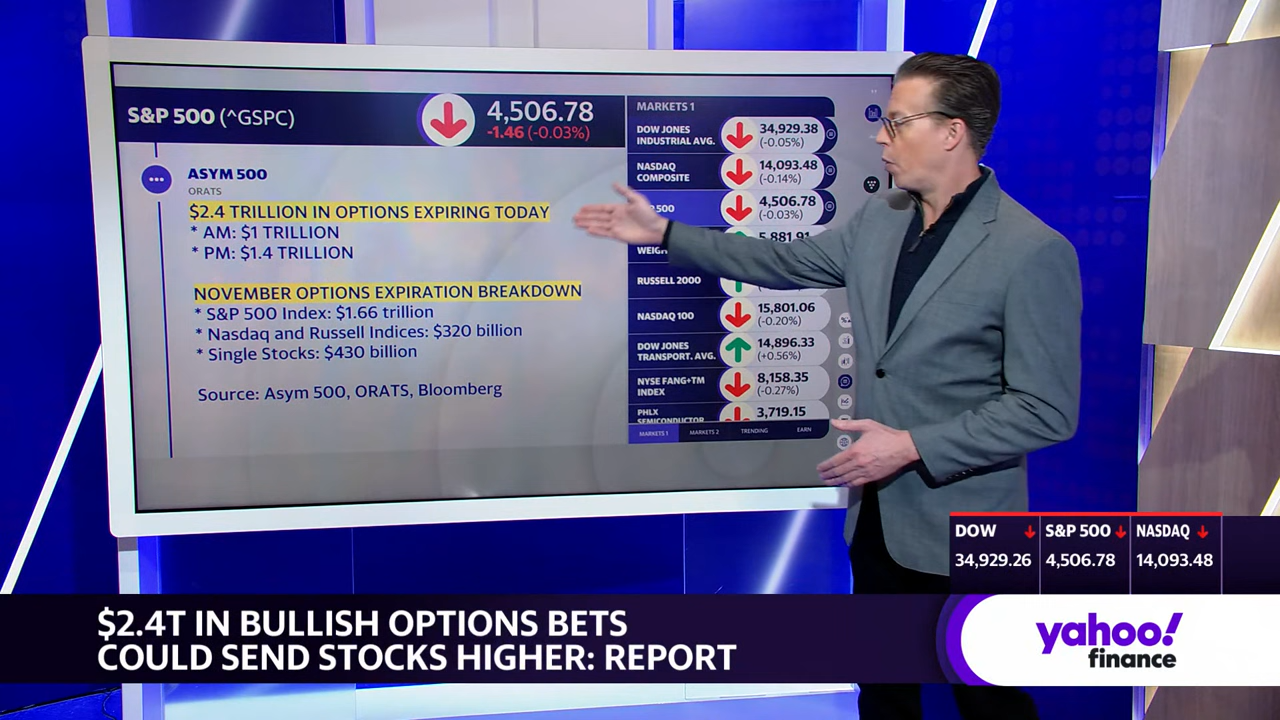 S&P 500 (^GSPC)
4,506.78
-1.46 (-0.03%)
ASYM 500
ORATS
$2.4 TRILLION IN OPTIONS EXPIRING TODAY
* AM: $1 TRILLION
* PM: $1.4 TRILLION
NOVEMBER OPTIONS EXPIRATION BREAKDOWN
* S&P 500 Index: $1.66 trillion
* Nasdaq and Russell Indices: $320 billion
* Single Stocks: $430 billion
Source: Asym 500, ORATS, Bloomberg
MARKETS 1
DOW JONES
INDUSTRIAL AVG.
34,929.38
(-0.05%)
NASDAQ
COMPOSITE
14,093.48
(-0.14%)
500
4,506.78
(-0.03%)
5,881.91
RUSSELL 2000
NASDAQ 100
15,801.06
(-0.20%)
DOW JONES
TRANSPORT. AVG.
14,896.33
(+0.56%)
NYSE FANG+TM
INDEX
8,158.35
(-0.27%)
PHLX
SEMICONDUCTOR
3,719.15
MARKETS 1 MARKETS 2 TRENDING EARN
DOW S&P 500 NASDAQ
34,929.26 4,506.78 14,093.48
$2.4T IN BULLISH OPTIONS BETS
COULD SEND STOCKS HIGHER: REPORT
yahoo!
finance